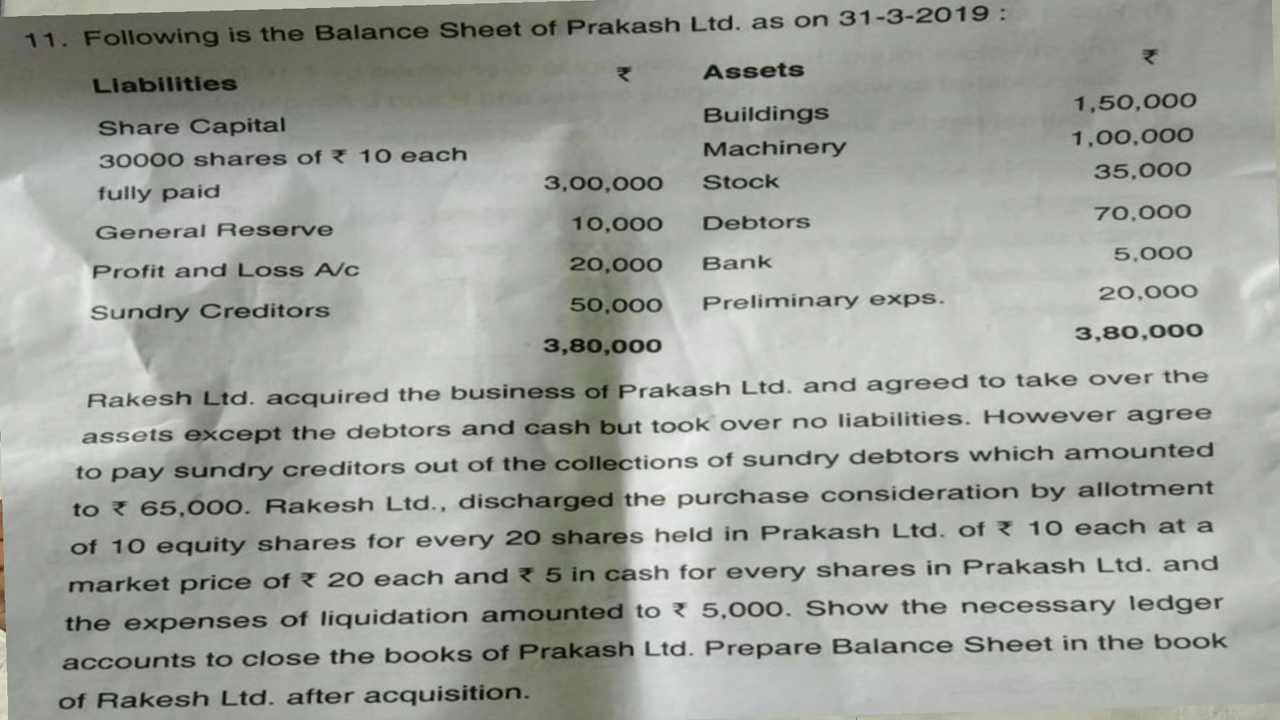 11. Following is the Balance Sheet of Prakash Ltd. as on 31-3-2019 :
Liabilities ₹ Assets ₹
Share Capital Buildings 1,50,000
30000 shares of ₹ 10 each Machinery 1,00,000
fully paid 3,00,000 Stock 35,000
General Reserve 10,000 Debtors 70,000
Profit and Loss A/c 20,000 Bank 5,000
Sundry Creditors 50,000 Preliminary exps. 20,000
3,80,000 3,80,000
Rakesh Ltd. acquired the business of Prakash Ltd. and agreed to take over the
assets except the debtors and cash but took over no liabilities. However agree
to pay sundry creditors out of the collections of sundry debtors which amounted
to ₹ 65,000. Rakesh Ltd., discharged the purchase consideration by allotment
of 10 equity shares for every 20 shares held in Prakash Ltd. of ₹ 10 each at a
market price of ₹ 20 each and ₹ 5 in cash for every shares in Prakash Ltd. and
the expenses of liquidation amounted to ₹ 5,000. Show the necessary ledger
accounts to close the books of Prakash Ltd. Prepare Balance Sheet in the book
of Rakesh Ltd. after acquisition.